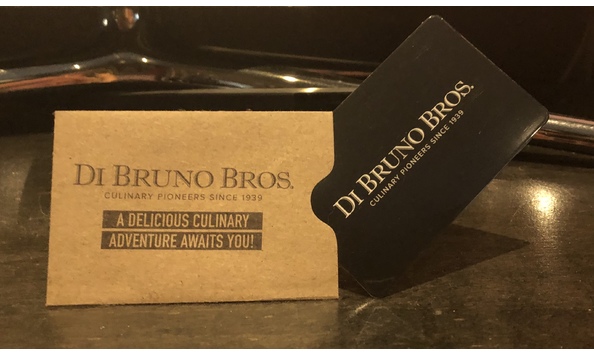 DI BRUNO BROS.
CULINARY PIONEERS SINCE 1939
A DELICIOUS CULINARY
ADVENTURE AWAITS YOU!
DI BRUNO BROS.
CULINARY PIONEERS SINCE 1939